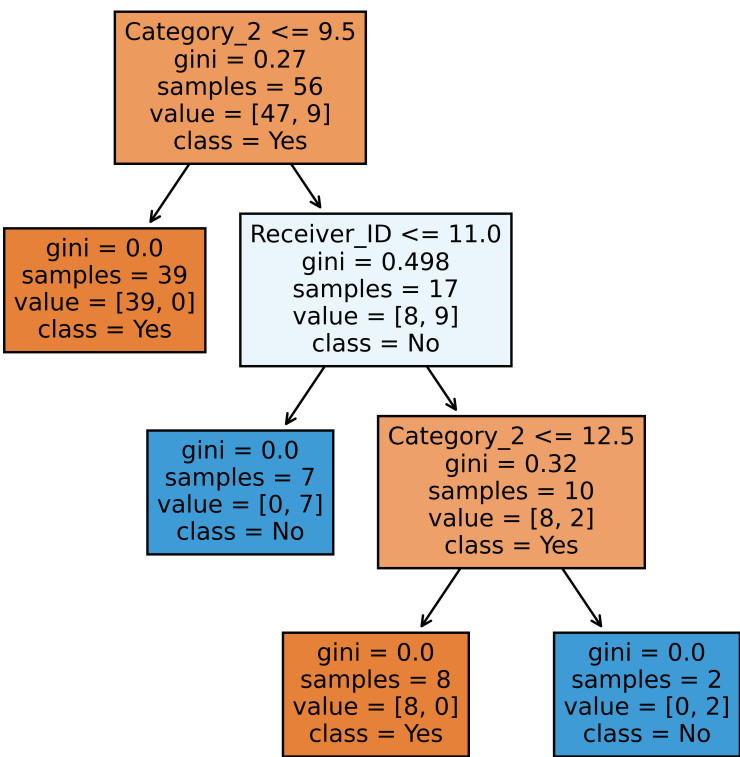 Category_2 <= 9.5
gini = 0.27
samples = 56
value = [47, 9]
class = Yes
gini = 0.0
samples = 39
value = [39, 0]
class = Yes
Receiver_ID <= 11.0
gini = 0.498
samples = 17
value = [8, 9]
class = No
gini = 0.0
samples = 7
value = [0, 7]
class = No
Category_2 <= 12.5
gini = 0.32
samples = 10
value = [8, 2]
class = Yes
gini = 0.0
samples = 8
value = [8, 0]
class = Yes
gini = 0.0
samples = 2
value = [0, 2]
class = No